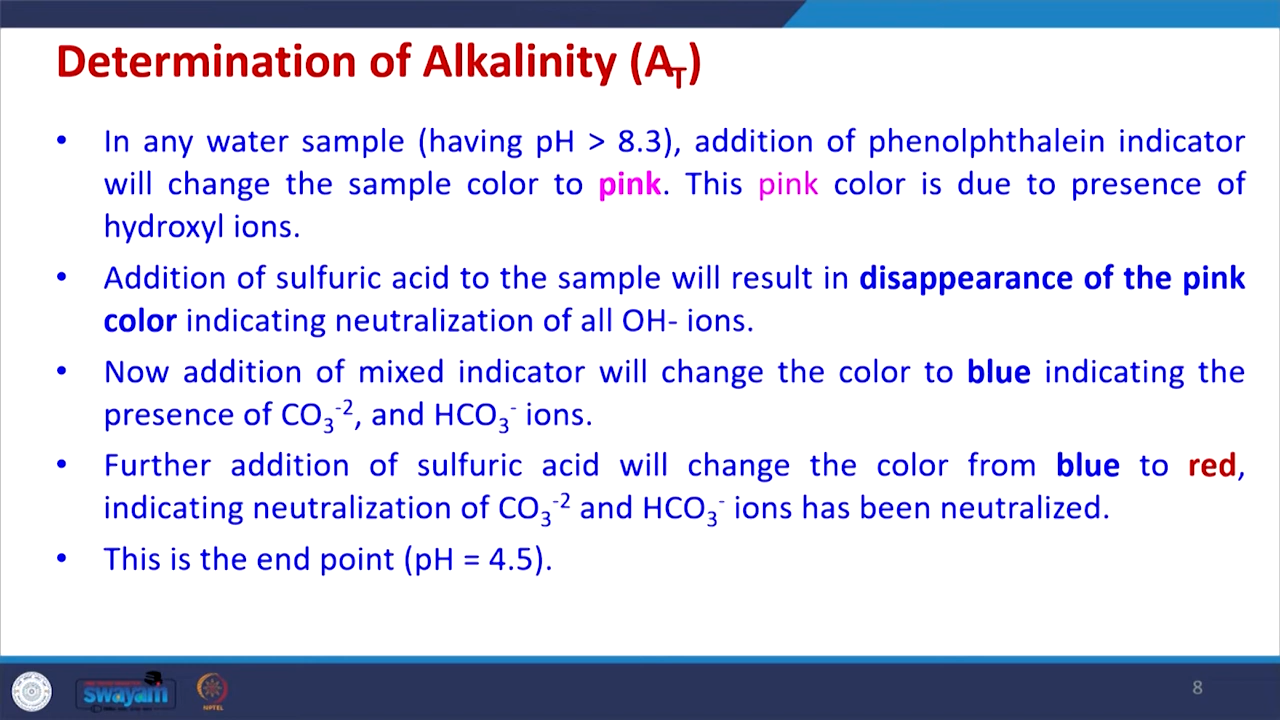 Determination of Alkalinity (A_T)
• In any water sample (having pH > 8.3), addition of phenolphthalein indicator
will change the sample color to pink. This pink color is due to presence of
hydroxyl ions.
• Addition of sulfuric acid to the sample will result in disappearance of the pink
color indicating neutralization of all OH- ions.
• Now addition of mixed indicator will change the color to blue indicating the
presence of CO₃⁻², and HCO₃⁻ ions.
• Further addition of sulfuric acid will change the color from blue to red,
indicating neutralization of CO₃⁻² and HCO₃⁻ ions has been neutralized.
• This is the end point (pH = 4.5).
swayam
NPTEL
8